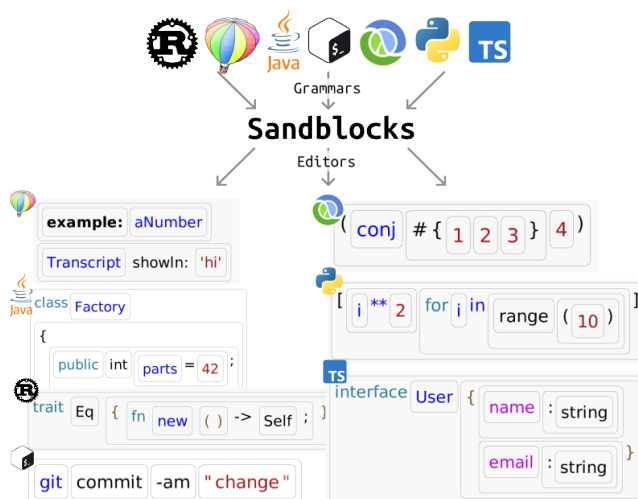 R
Java
$_
TS
Grammars
Sandblocks
Editors
example: aNumber
Transcript showIn: 'hi'
Java
class Factory
{
public int parts = 42 ;
R
trait Eq { fn new ( ) -> Self ; }
$_
git commit -am "change"
( conj # { 1 2 3 } 4 )
[ i ** 2 for i in range ( 10 ) ]
TS
interface User {
name : string
email : string }